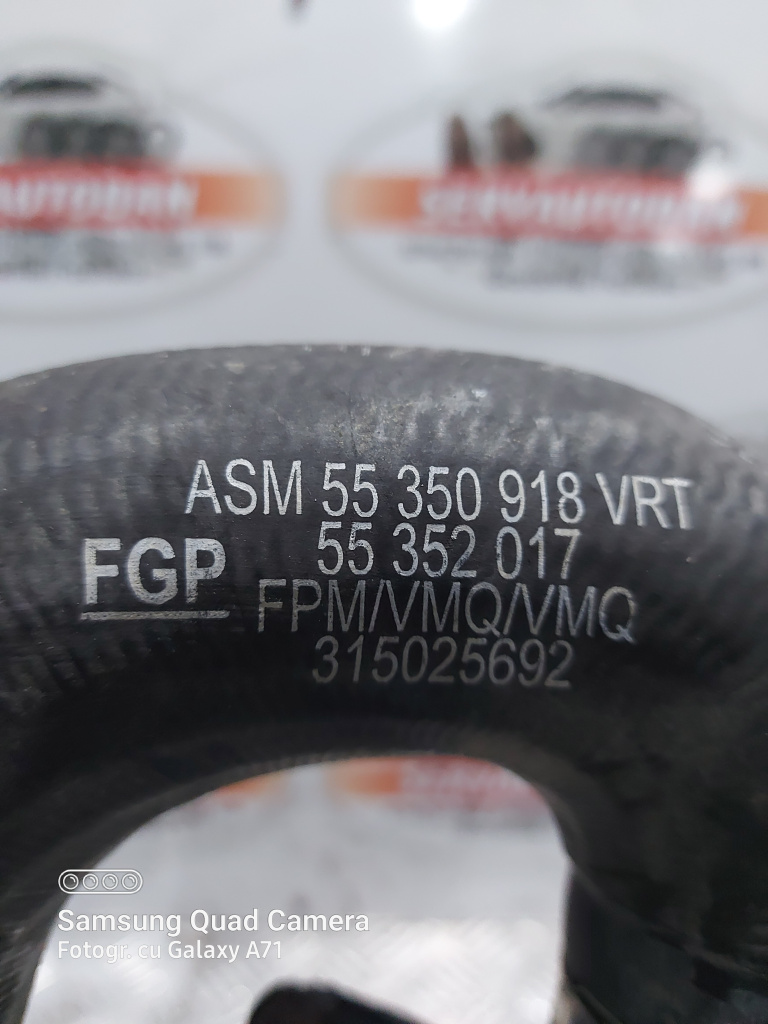 ASM 55 350 918 VRT
55 352 017
FGP
FPM/VMQ/VMQ
315025692
Samsung Quad Camera
Fotogr. cu Galaxy A71